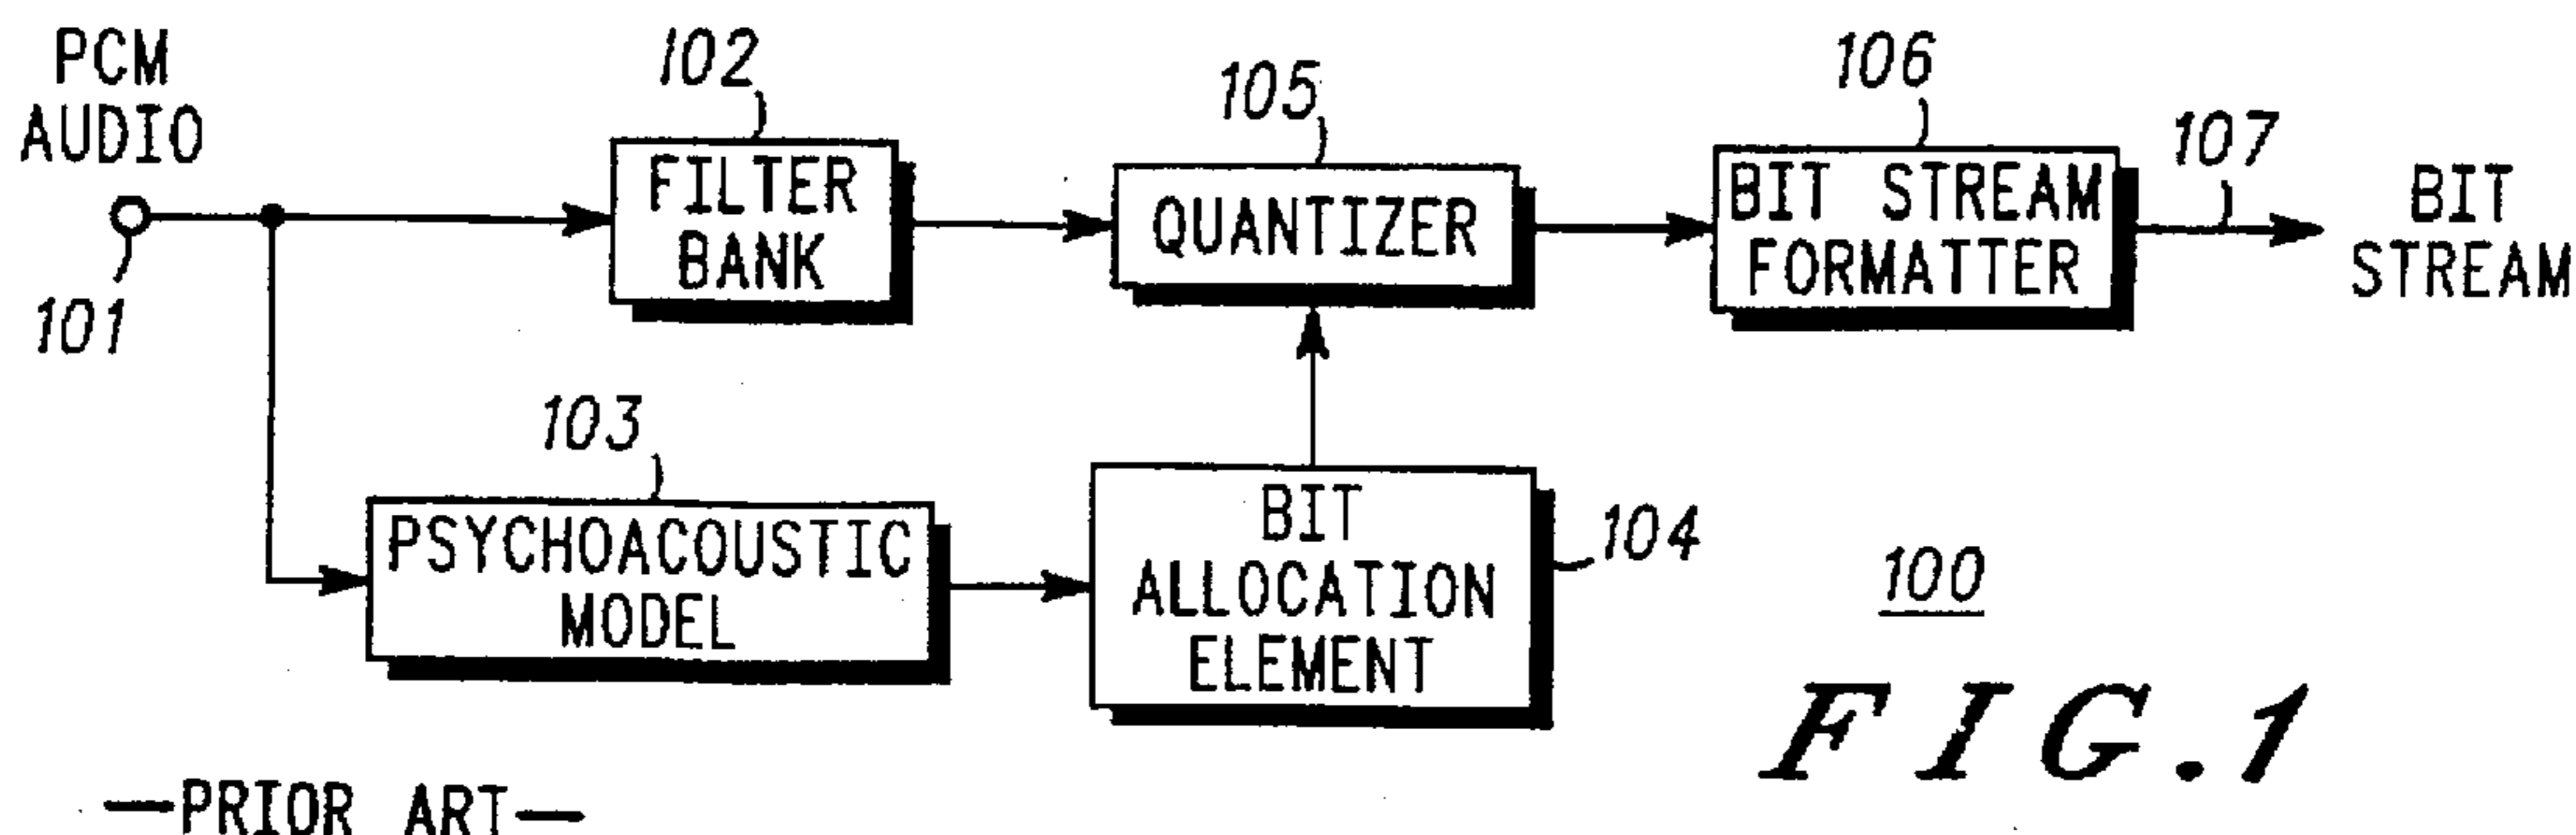 PCM
AUDIO
101
102
FILTER
BANK
105
QUANTIZER
106
BIT STREAM
FORMATTER
107
BIT
STREAM
103
PSYCHOACOUSTIC
MODEL
BIT
ALLOCATION
ELEMENT
104
100
FIG.1
—PRIOR ART—